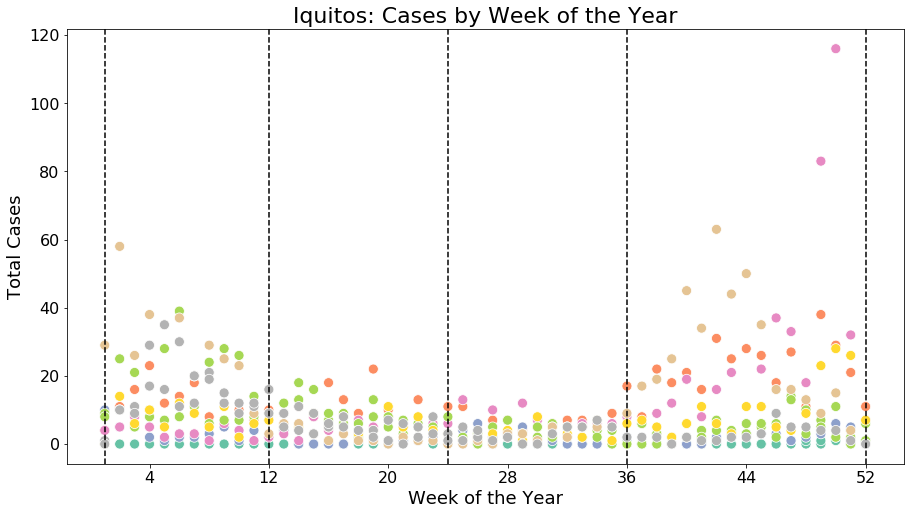 Iquitos: Cases by Week of the Year
Total Cases
120
100
80
60
40
20
0
4 12 20 28 36 44 52
Week of the Year